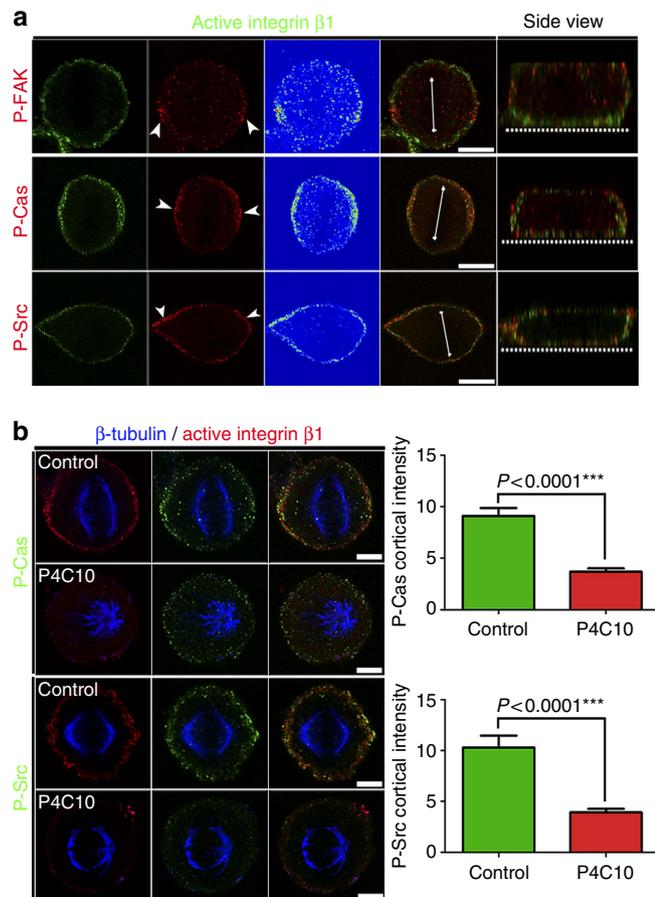 a
Active integrin β1
Side view
P-FAK
P-Cas
P-Src
b
β-tubulin / active integrin β1
P-Cas
Control
P4C10
P-Src
Control
P4C10
P-Cas cortical intensity
15
10
5
0
P<0.0001***
Control
P4C10
P-Src cortical intensity
15
10
5
0
P<0.0001***
Control
P4C10